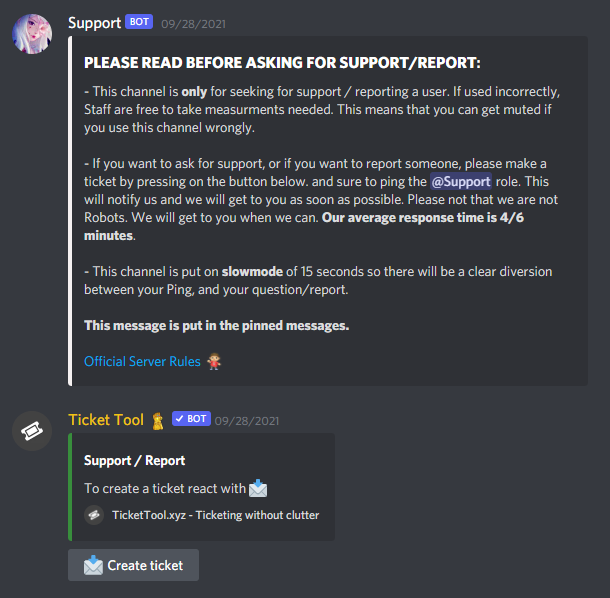 Support BOT 09/28/2021
PLEASE READ BEFORE ASKING FOR SUPPORT/REPORT:
- This channel is only for seeking for support / reporting a user. If used incorrectly,
Staff are free to take measurments needed. This means that you can get muted if
you use this channel wrongly.
- If you want to ask for support, or if you want to report someone, please make a
ticket by pressing on the button below. and sure to ping the @Support role. This
will notify us and we will get to you as soon as possible. Please not that we are not
Robots. We will get to you when we can. Our average response time is 4/6
minutes.
- This channel is put on slowmode of 15 seconds so there will be a clear diversion
between your Ping, and your question/report.
This message is put in the pinned messages.
Official Server Rules
Ticket Tool BOT 09/28/2021
Support / Report
To create a ticket react with
TicketTool.xyz - Ticketing without clutter
Create ticket